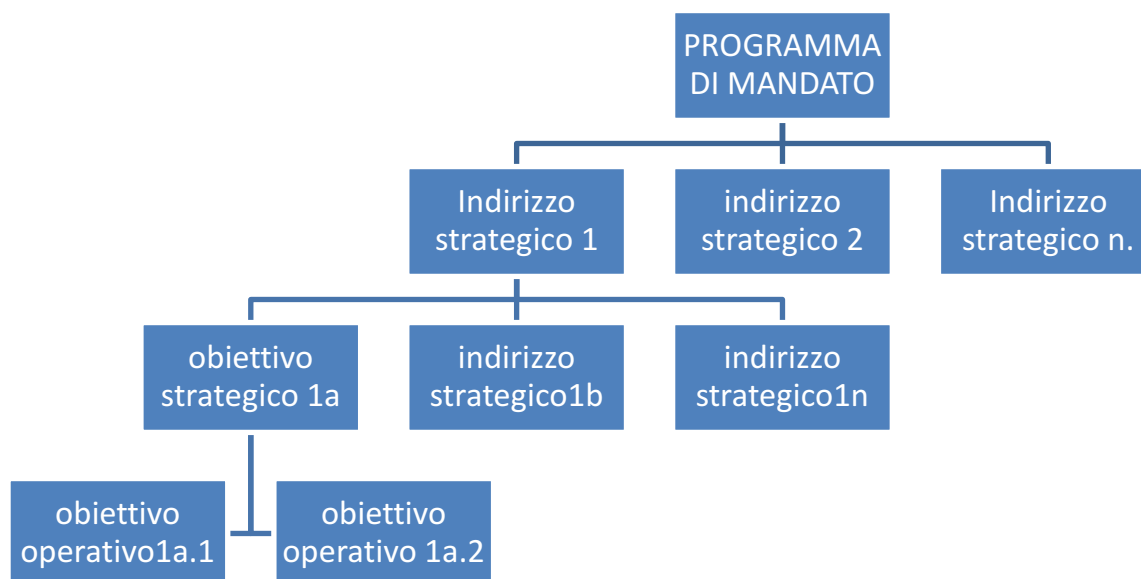 PROGRAMMA
DI MANDATO
Indirizzo
strategico 1
indirizzo
strategico 2
Indirizzo
strategico n.
obiettivo
strategico 1a
indirizzo
strategico1b
indirizzo
strategico1n
obiettivo
operativo1a.1
obiettivo
operativo 1a.2